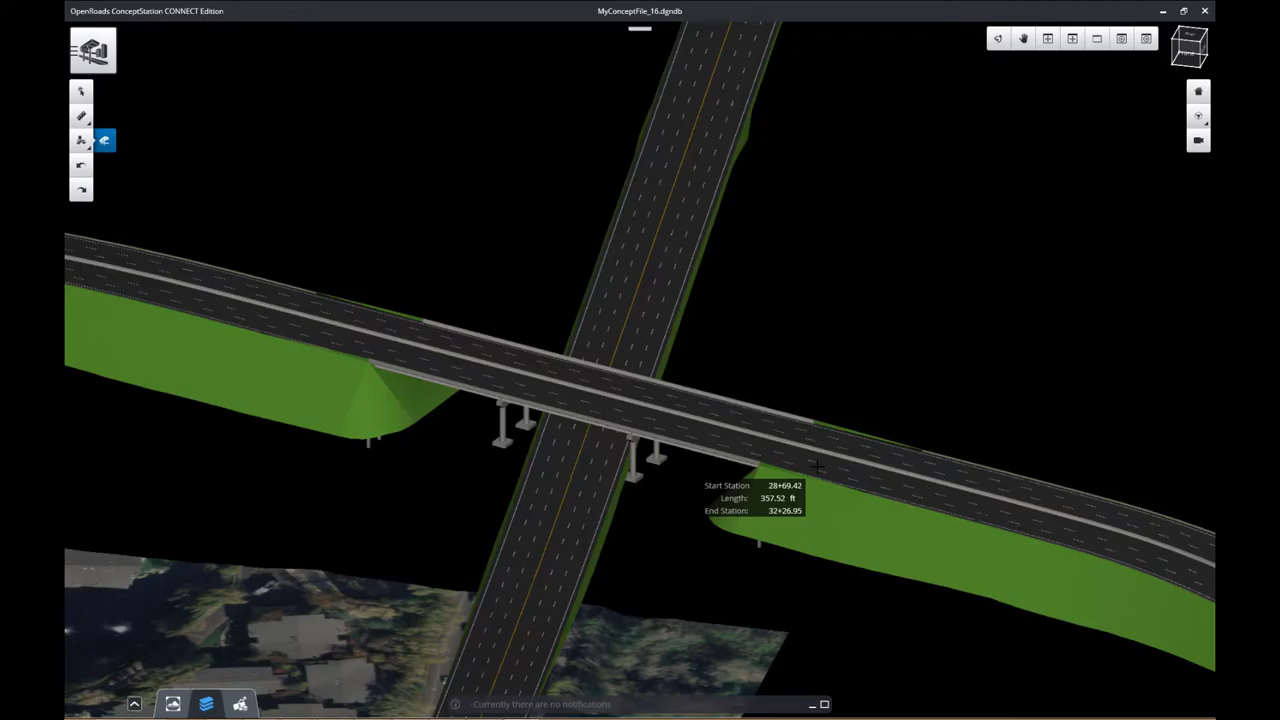 OpenRoads ConceptStation CONNECT Edition
MyConceptFile_16.dgndb
Start Station 28+69.42
Length: 357.52 ft
End Station: 32+26.95
Currently there are no notifications